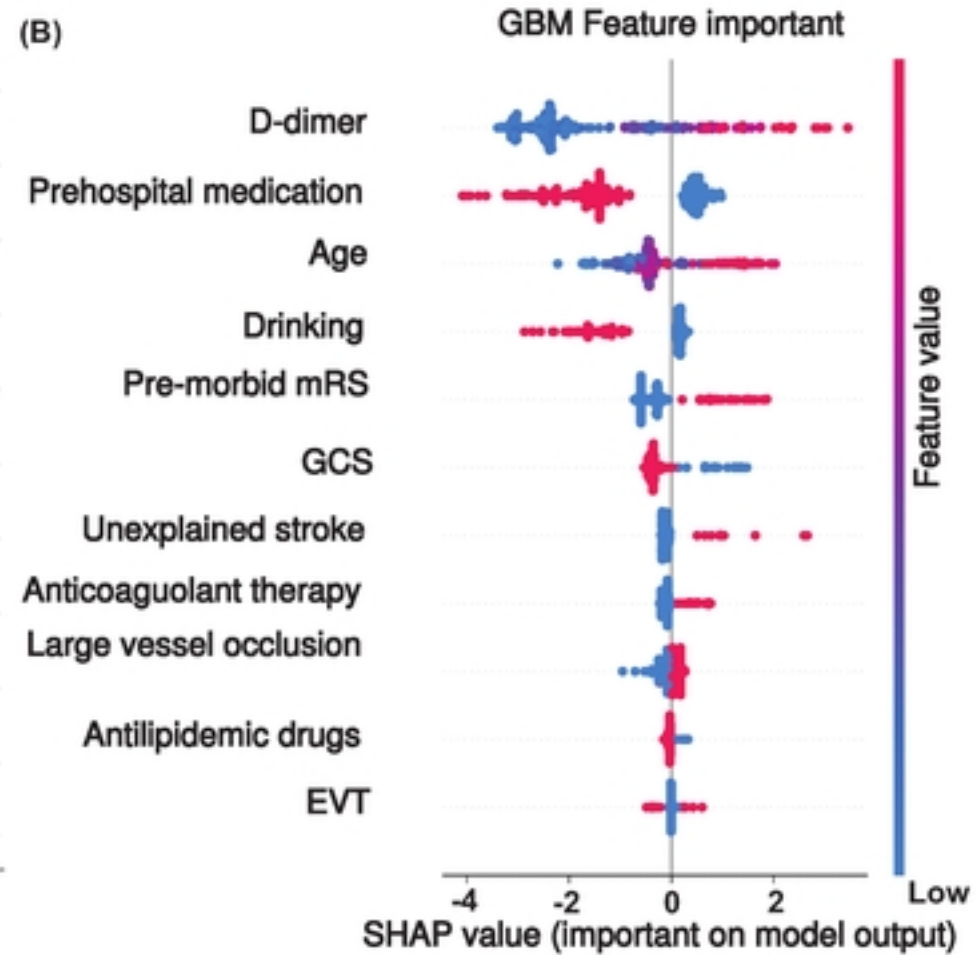 (B)
GBM Feature important
D-dimer
Prehospital medication
Age
Drinking
Pre-morbid mRS
GCS
Unexplained stroke
Anticoaguolant therapy
Large vessel occlusion
Antilipidemic drugs
EVT
Feature value
Low
-4 -2 0 2
SHAP value (important on model output)